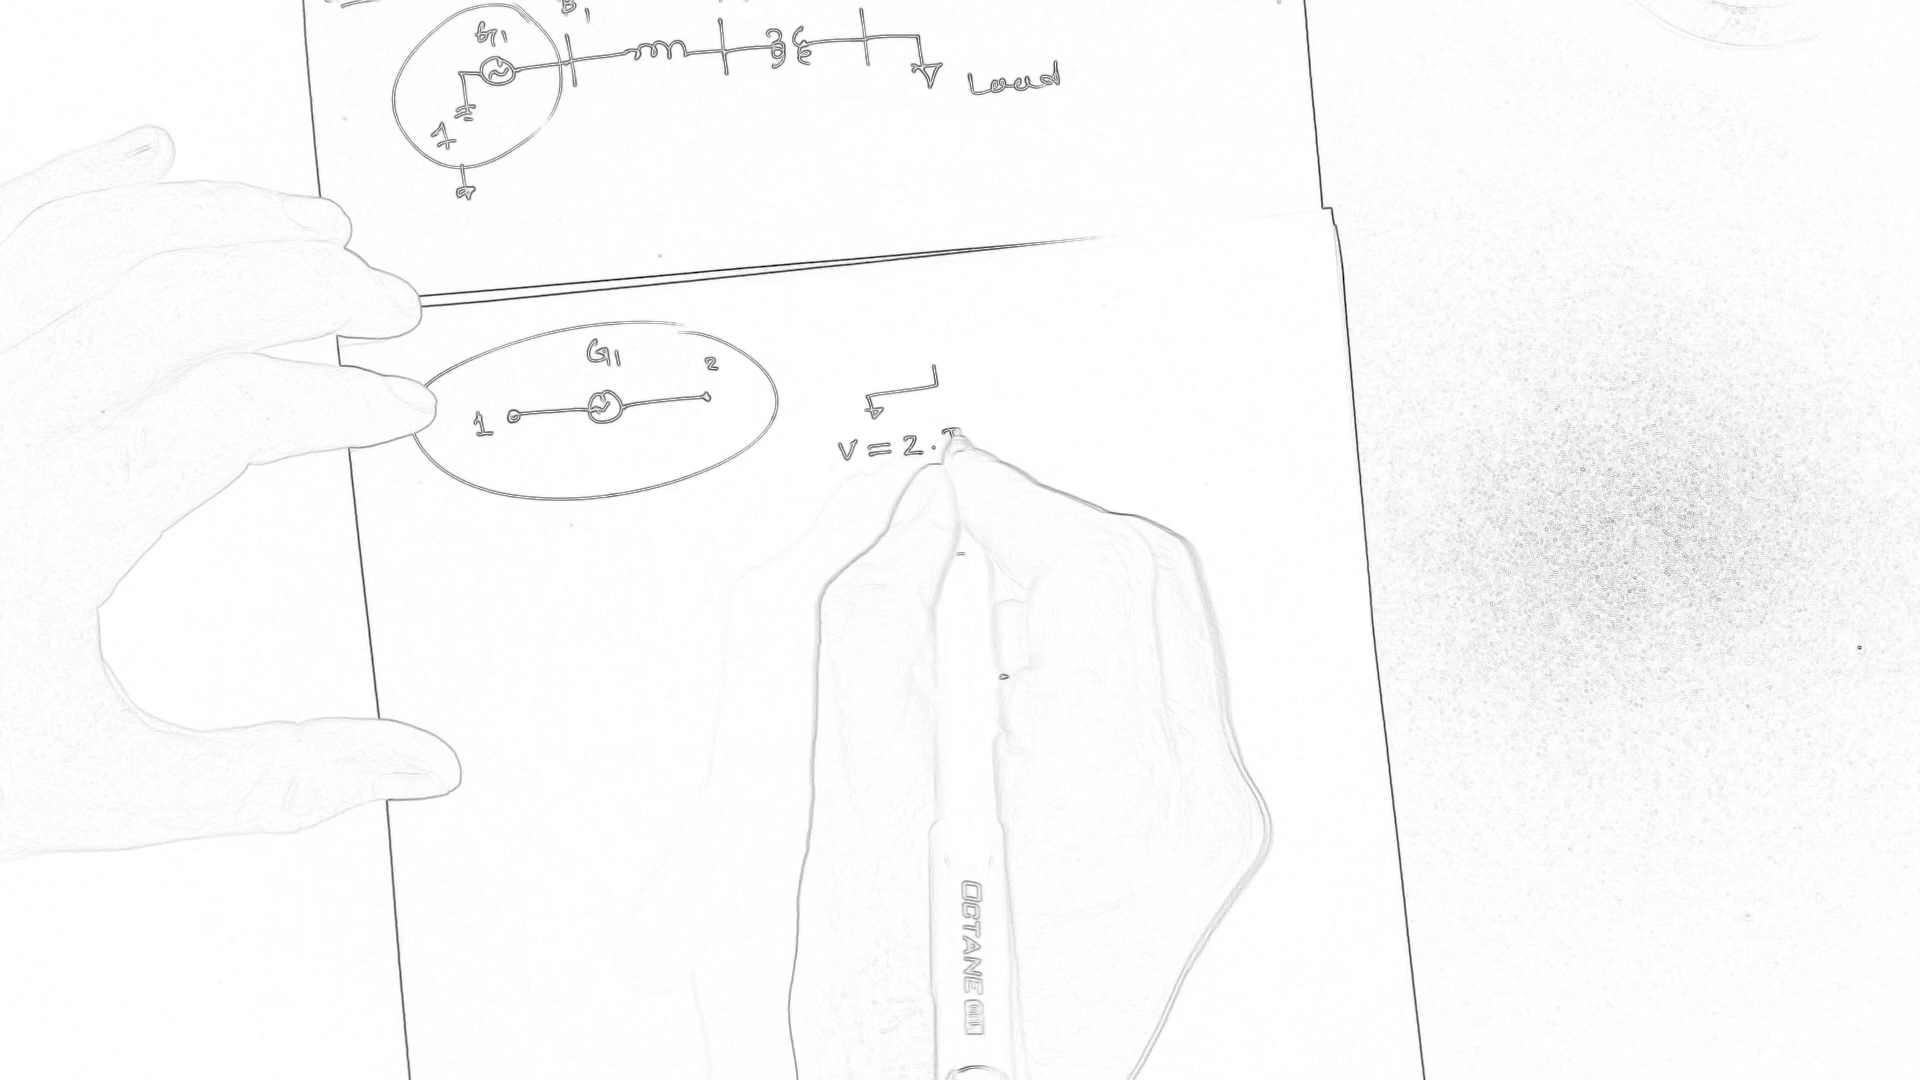 B1
G1
Load
1
G1
2
1
V = 2.
OCTANE